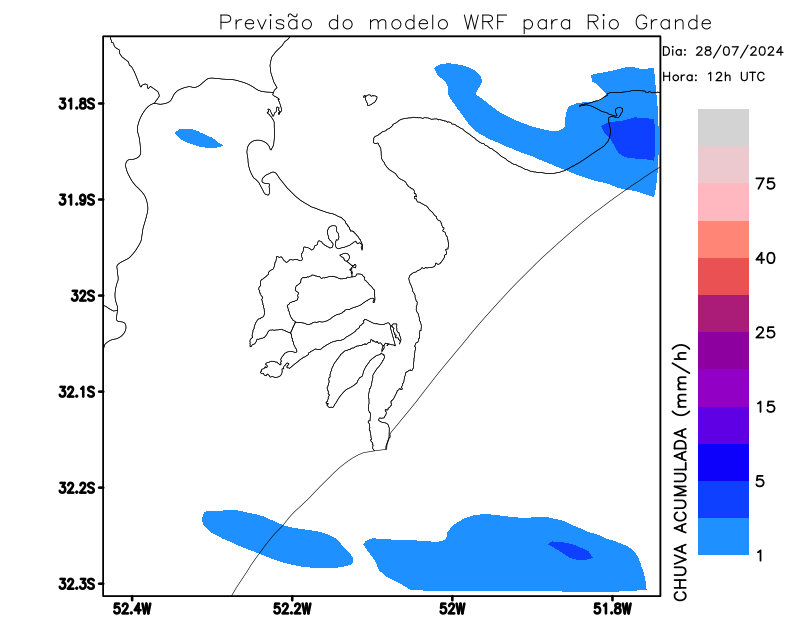 Previsão do modelo WRF para Rio Grande
Dia: 28/07/2024
Hora: 12h UTC
31.8S
31.9S
32S
32.1S
32.2S
32.3S
52.4W
52.2W
52W
51.8W
75
40
25
15
5
1
CHUVA ACUMULADA (mm/h)